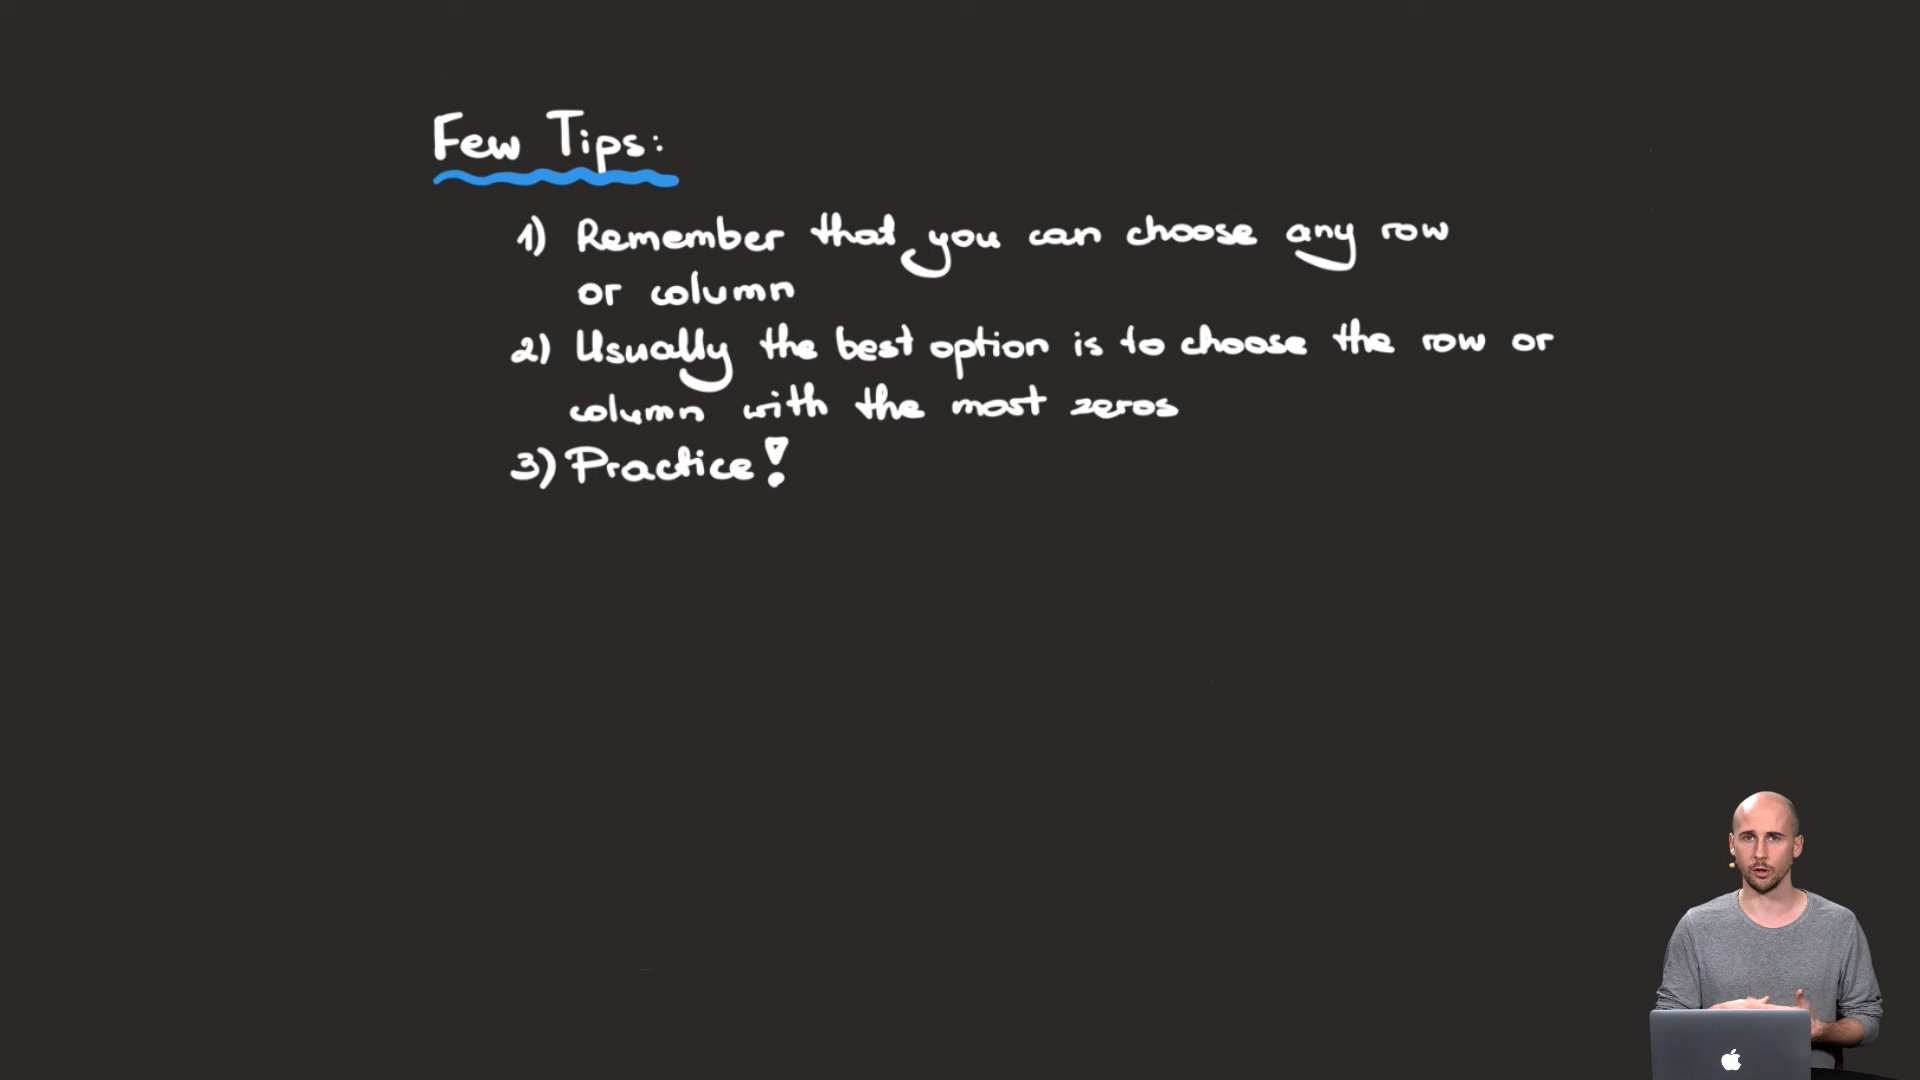 Few Tips:
1) Remember that you can choose any row
or column
2) Usually the best option is to choose the row or
column with the most zeros
3) Practice!